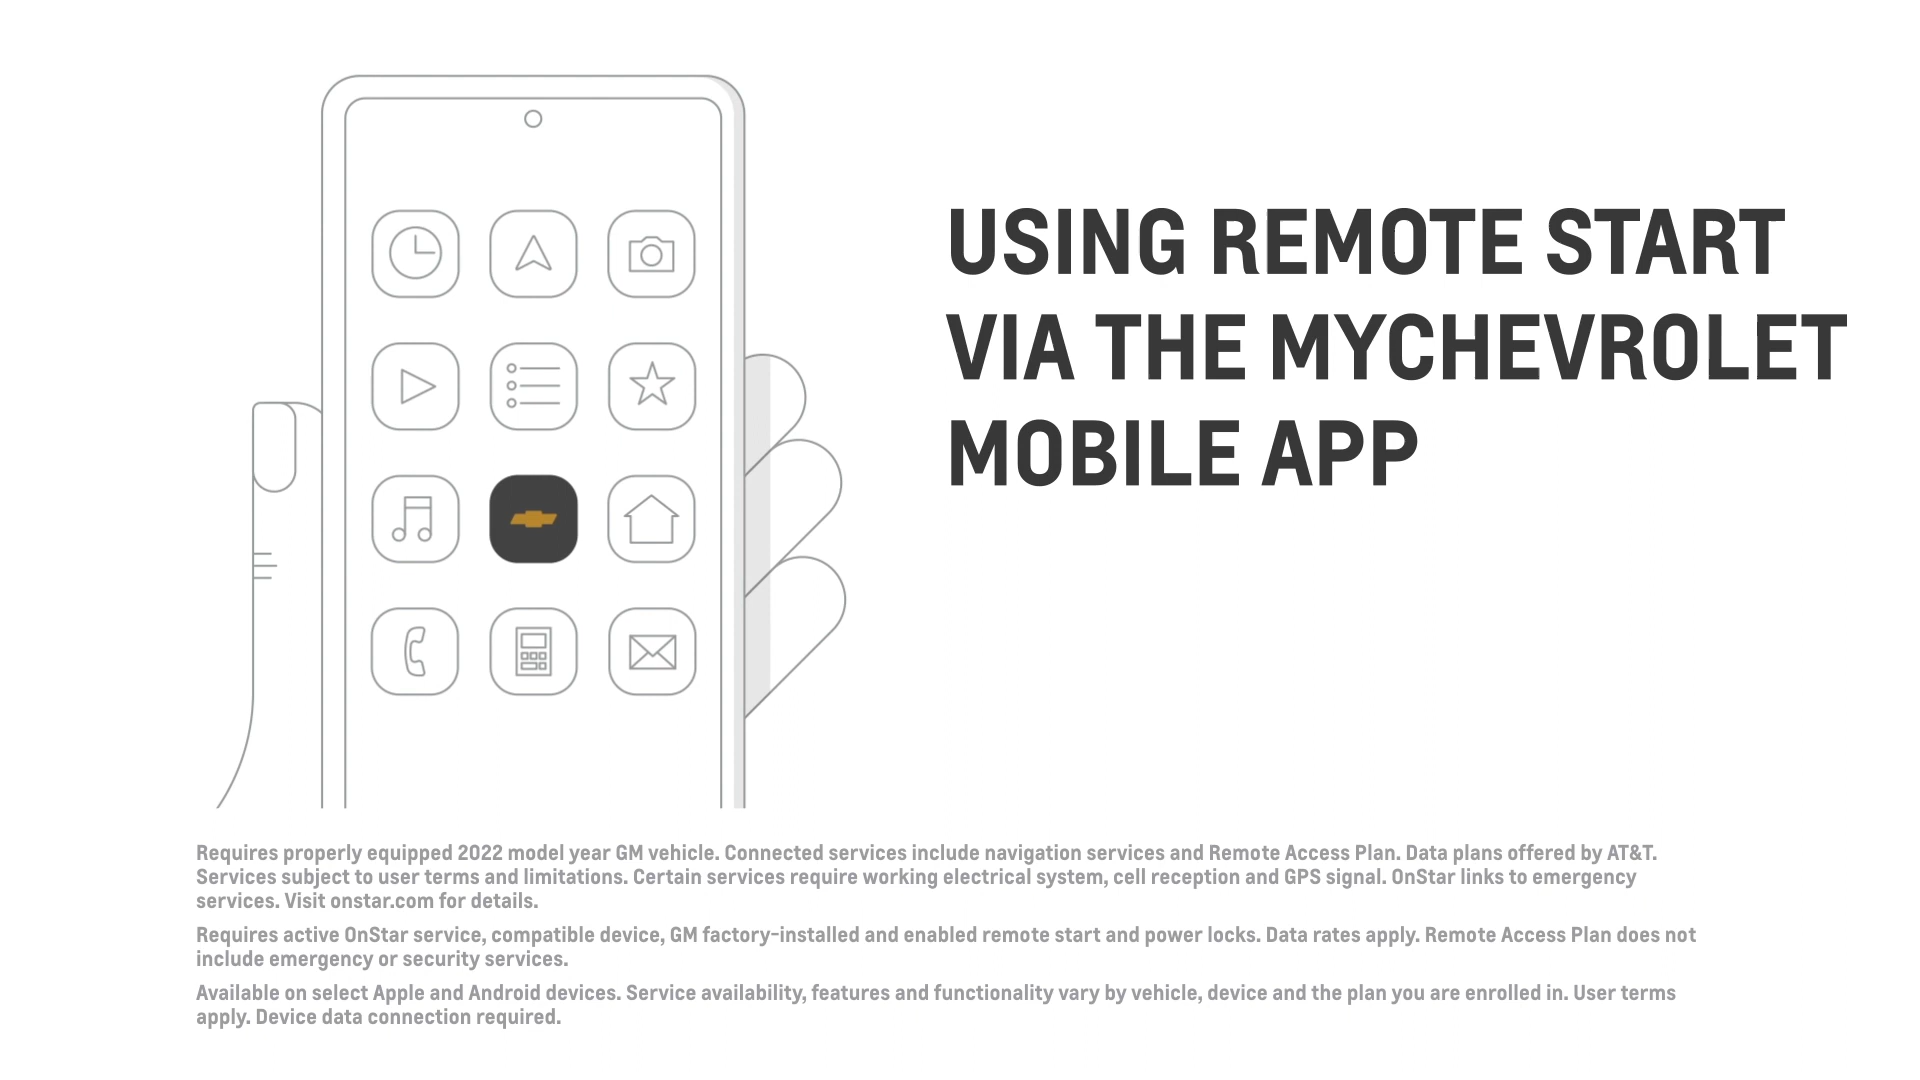 USING REMOTE START
VIA THE MYCHEVROLET
MOBILE APP
Requires properly equipped 2022 model year GM vehicle. Connected services include navigation services and Remote Access Plan. Data plans offered by AT&T.
Services subject to user terms and limitations. Certain services require working electrical system, cell reception and GPS signal. OnStar links to emergency
services. Visit onstar.com for details.
Requires active OnStar service, compatible device, GM factory-installed and enabled remote start and power locks. Data rates apply. Remote Access Plan does not
include emergency or security services.
Available on select Apple and Android devices. Service availability, features and functionality vary by vehicle, device and the plan you are enrolled in. User terms
apply. Device data connection required.